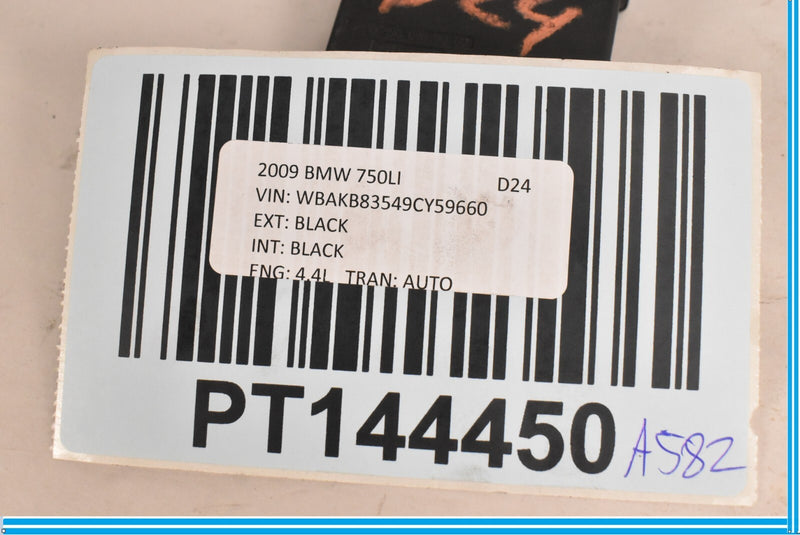 2009 BMW 750LI D24
VIN: WBAKB83549CY59660
EXT: BLACK
INT: BLACK
ENG: 4.4L TRAN: AUTO
PT144450
A582